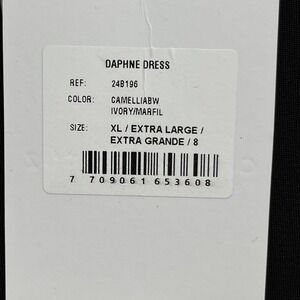 DAPHNE DRESS
REF: 24B196
COLOR: CAMELLIABW
IVORY/MARFIL
SIZE: XL / EXTRA LARGE /
EXTRA GRANDE / 8
7 709061 653608